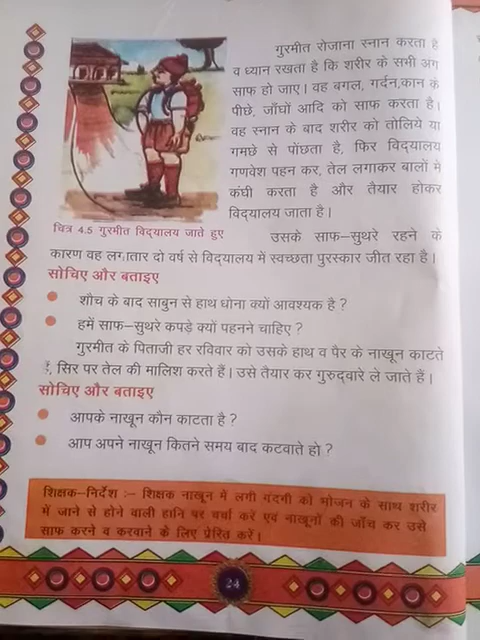 गुरमीत रोजाना स्नान करता है
व ध्यान रखता है कि शरीर के सभी अंग
साफ हो जाए। वह बगल, गर्दन,कान के
पीछे, जाँघों आदि को साफ करता है।
वह स्नान के बाद शरीर को तोलिये या
गमछे से पोंछता है, फिर विद्यालय
गणवेश पहन कर, तेल लगाकर बालों में
कंघी करता है और तैयार होकर
विद्यालय जाता है।
चित्र 4.5 गुरमीत विद्यालय जाते हुए
उसके साफ–सुथरे रहने के
कारण वह लगातार दो वर्ष से विद्यालय में स्वच्छता पुरस्कार जीत रहा है।
सोचिए और बताइए
शौच के बाद साबुन से हाथ धोना क्यों आवश्यक है ?
हमें साफ–सुथरे कपड़े क्यों पहनने चाहिए ?
गुरमीत के पिताजी हर रविवार को उसके हाथ व पैर के नाखून काटते
हैं, सिर पर तेल की मालिश करते हैं। उसे तैयार कर गुरुद्वारे ले जाते हैं।
सोचिए और बताइए
आपके नाखून कौन काटता है ?
आप अपने नाखून कितने समय बाद कटवाते हो ?
शिक्षक–निर्देश :– शिक्षक नाखून में लगी गंदगी को भोजन के साथ शरीर
में जाने से होने वाली हानि पर चर्चा करें एवं नाखूनों की जाँच कर उसे
साफ करने व करवाने के लिए प्रेरित करें।
24